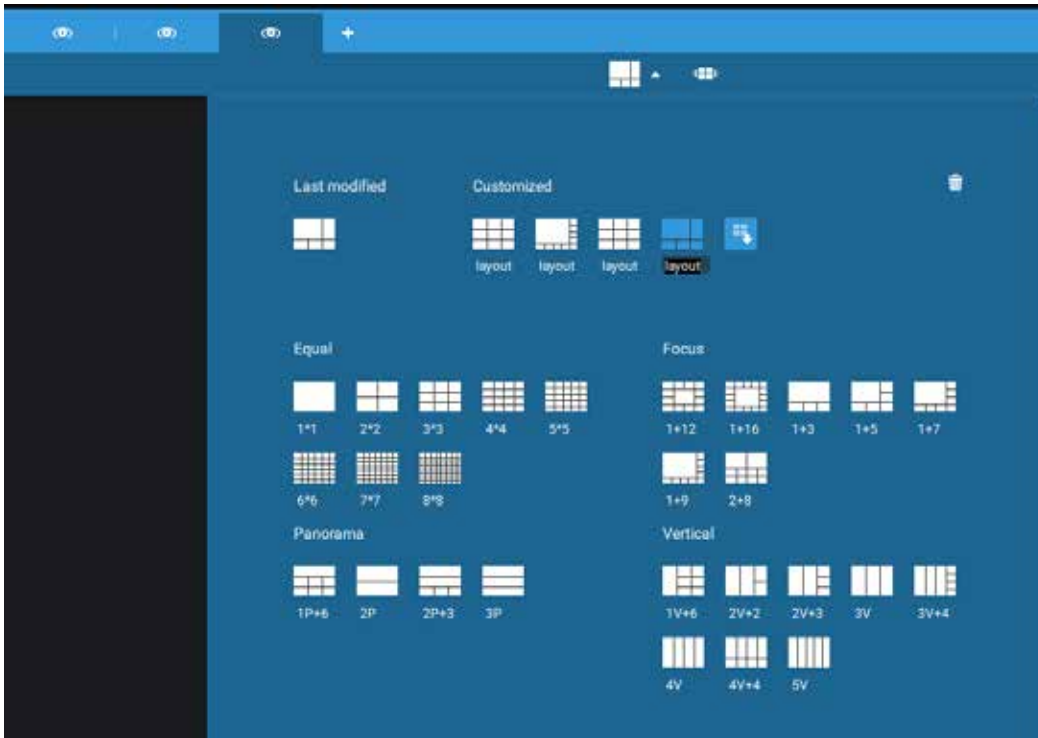 Last modified
Customized
layout layout layout layout
Equal
Focus
1*1 2*2 3*3 4*4 5*5
1+12 1+16 1+3 1+5 1+7
6*6 7*7 8*8
1+9 2+8
Panorama
Vertical
1P+6 2P 2P+3 3P
1V+6 2V+2 2V+3 3V 3V+4
4V 4V+4 5V